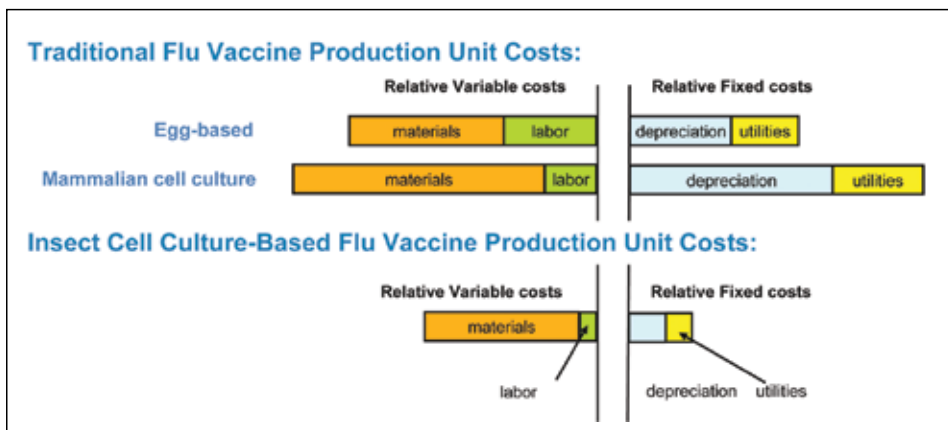 Traditional Flu Vaccine Production Unit Costs:
Relative Variable costs Relative Fixed costs
Egg-based materials labor depreciation utilities
Mammalian cell culture materials labor depreciation utilities
Insect Cell Culture-Based Flu Vaccine Production Unit Costs:
Relative Variable costs Relative Fixed costs
materials
labor depreciation utilities